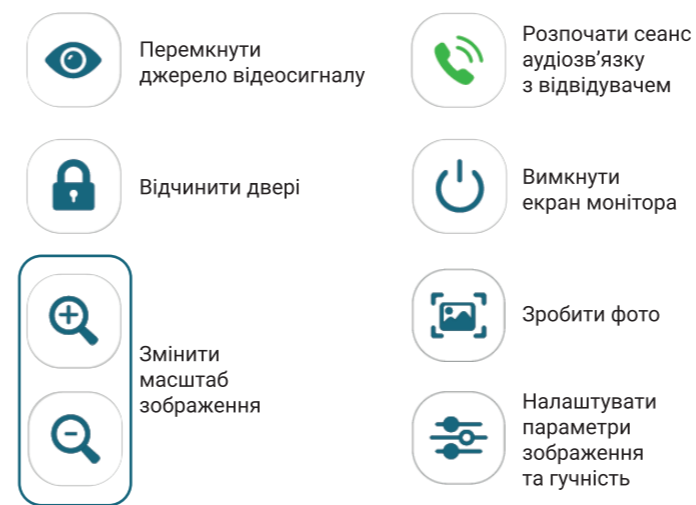 Перемкнути
джерело відеосигналу
Відчинити двері
Змінити
масштаб
зображення
Розпочати сеанс
аудіозв’язку
з відвідувачем
Вимкнути
екран монітора
Зробити фото
Налаштувати
параметри
зображення
та гучність